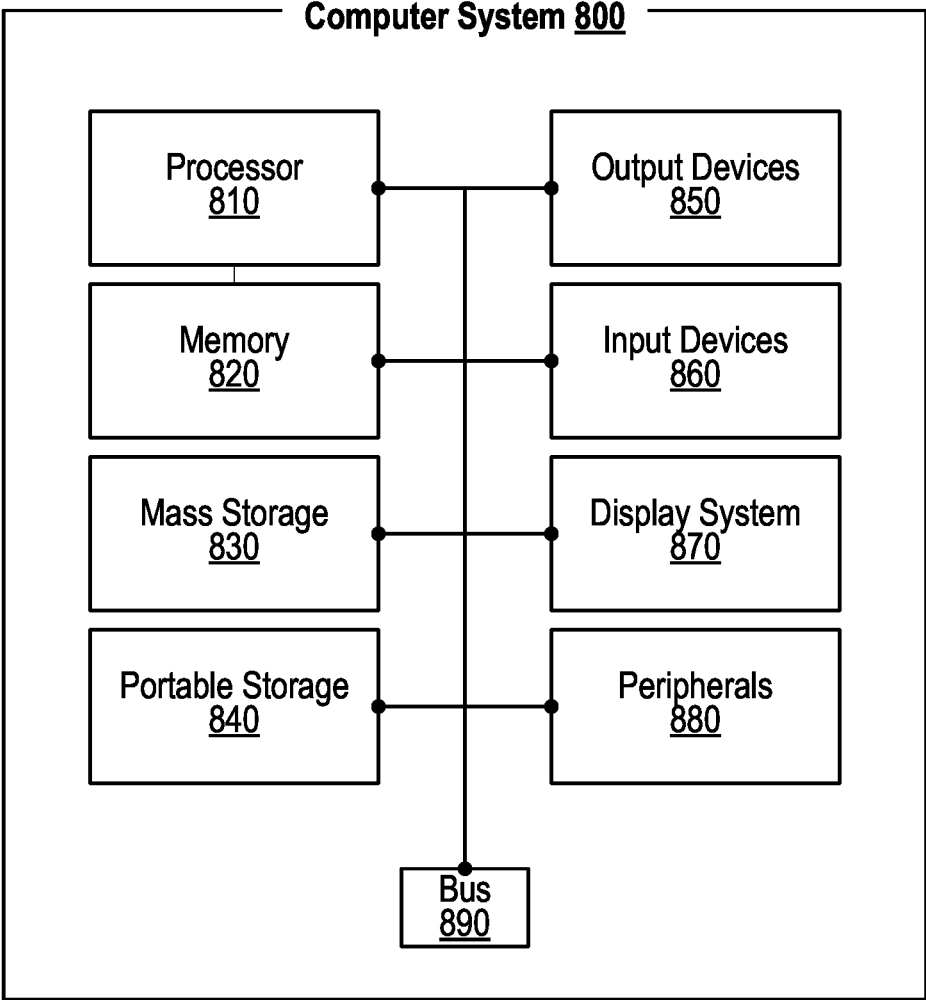 Computer System 800
Processor
810
Output Devices
850
Memory
820
Input Devices
860
Mass Storage
830
Display System
870
Portable Storage
840
Peripherals
880
Bus
890